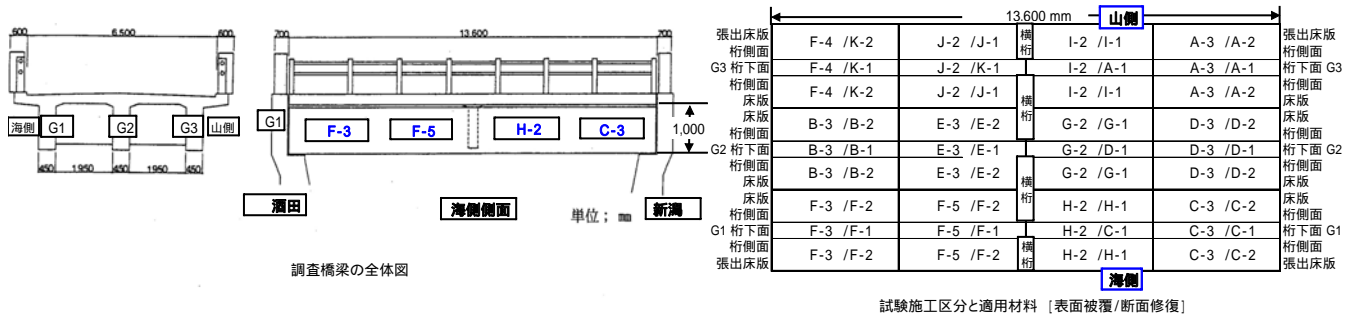 600 6,500 600
海側 G1 G2 G3 山側
450 1,950 450 1,950 450
700 13,600 700
G1
F-3 F-5 H-2 C-3
1,000
酒田 海側側面 新潟
単位; mm
調査橋梁の全体図
13.600 mm 山側
張出床版
桁側面
F-4 /K-2 J-2 /J-1 横桁 I-2 /I-1 A-3 /A-2
張出床版
桁側面
G3 桁下面 F-4 /K-1 J-2 /K-1 I-2 /A-1 A-3 /A-1 桁下面 G3
桁側面
床版
F-4 /K-2 J-2 /J-1 横桁 I-2 /I-1 A-3 /A-2
桁側面
床版
床版
桁側面
B-3 /B-2 E-3 /E-2 G-2 /G-1 D-3 /D-2
床版
桁側面
G2 桁下面 B-3 /B-1 E-3 /E-1 G-2 /D-1 D-3 /D-1 桁下面 G2
桁側面
床版
B-3 /B-2 E-3 /E-2 横桁 G-2 /G-1 D-3 /D-2
桁側面
床版
床版
桁側面
F-3 /F-2 F-5 /F-2 H-2 /H-1 C-3 /C-2
床版
桁側面
G1 桁下面 F-3 /F-1 F-5 /F-1 H-2 /C-1 C-3 /C-1 桁下面 G1
桁側面
張出床版
F-3 /F-2 F-5 /F-2 横桁 H-2 /H-1 C-3 /C-2
桁側面
張出床版
海側
試験施工区分と適用材料 [表面被覆/断面修復]